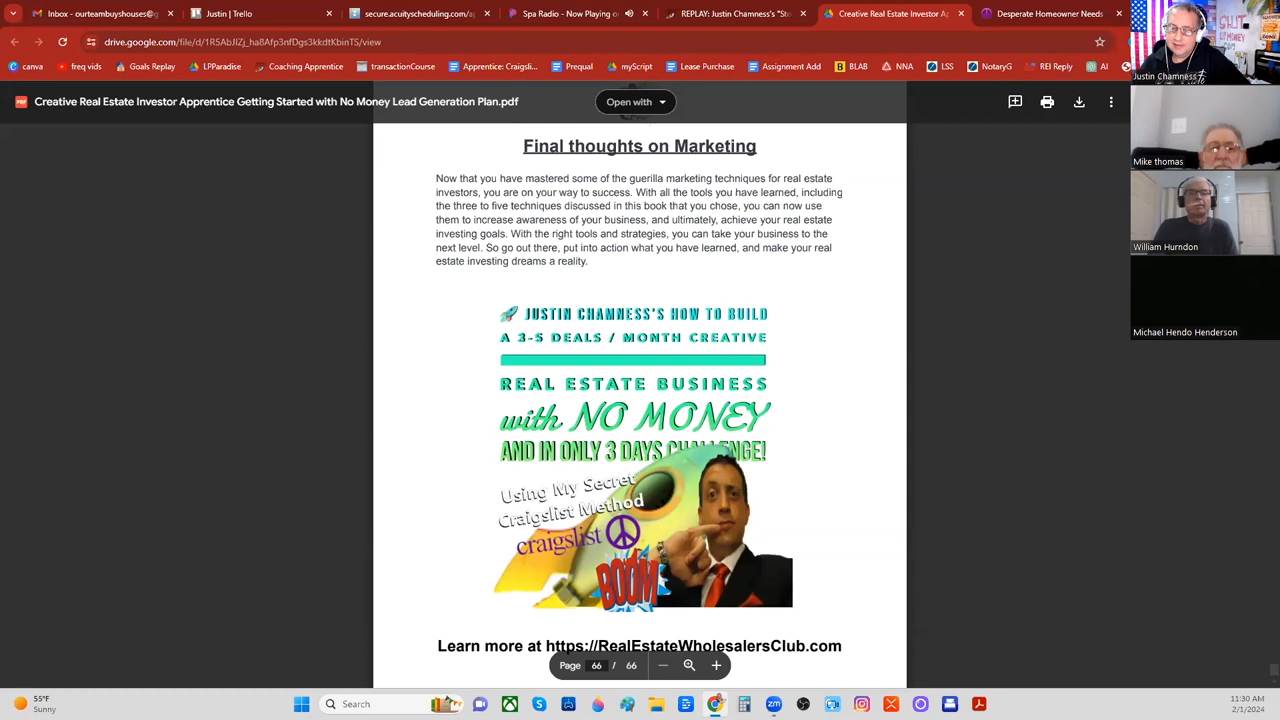 Inbox - ourteambuyshouses@g
Justin | Trello
secure.acuityscheduling.com/ap
Spa Radio - Now Playing on
REPLAY: Justin Chamness's "Sto
Creative Real Estate Investor Ap
Desperate Homeowner Needs
drive.google.com/file/d/1R5AbJIZj_ha8Afp3nfDgs3kkdtKbinTS/view
canva
freq vids
Goals Replay
LPParadise
Coaching Apprentice
transactionCourse
Apprentice: Craigsli...
Prequal
myScript
Lease Purchase
Assignment Add
BLAB
NNA
LSS
NotaryG
REI Reply
AI
Creative Real Estate Investor Apprentice Getting Started with No Money Lead Generation Plan.pdf
Open with
Justin Chamness
Mike thomas
William Hurndon
Michael Hendo Henderson
Final thoughts on Marketing
Now that you have mastered some of the guerilla marketing techniques for real estate
investors, you are on your way to success. With all the tools you have learned, including
the three to five techniques discussed in this book that you chose, you can now use
them to increase awareness of your business, and ultimately, achieve your real estate
investing goals. With the right tools and strategies, you can take your business to the
next level. So go out there, put into action what you have learned, and make your real
estate investing dreams a reality.
JUSTIN CHAMNESS'S HOW TO BUILD
A 3-5 DEALS / MONTH CREATIVE
REAL ESTATE BUSINESS
with NO MONEY
AND IN ONLY 3 DAYS CHALLENGE!
Using My Secret
Craigslist Method
craigslist
BOOM
Learn more at https://RealEstateWholesalersClub.com
Page 66 / 66
55°F
Sunny
Search
11:30 AM
2/1/2024